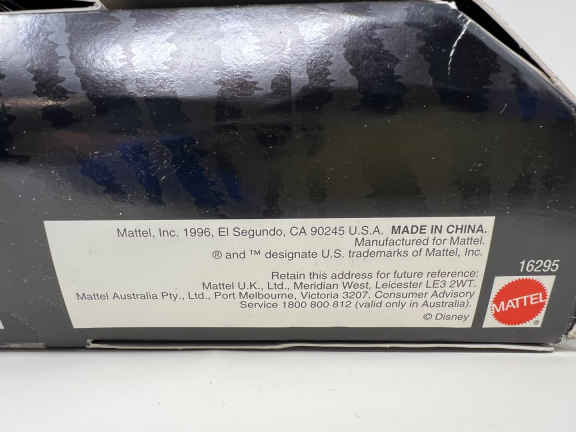 Mattel, Inc. 1996, El Segundo, CA 90245 U.S.A. MADE IN CHINA.
Manufactured for Mattel.
® and ™ designate U.S. trademarks of Mattel, Inc.
Retain this address for future reference:
Mattel U.K., Ltd., Meridian West, Leicester LE3 2WT.
Mattel Australia Pty., Ltd., Port Melbourne, Victoria 3207. Consumer Advisory
Service 1800 800 812 (valid only in Australia).
© Disney
16295
MATTEL®